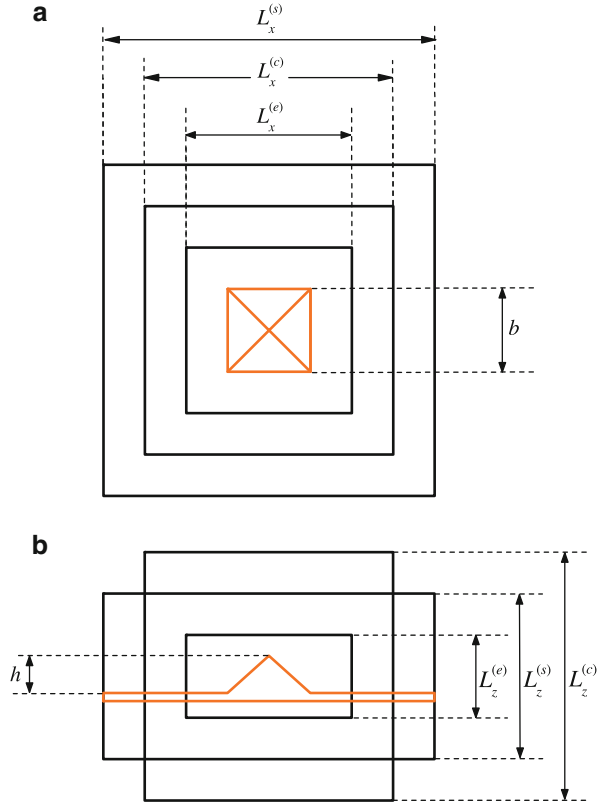 a
L_x^{(s)}
L_x^{(c)}
L_x^{(e)}
b
b
h
L_z^{(e)} L_z^{(s)} L_z^{(c)}